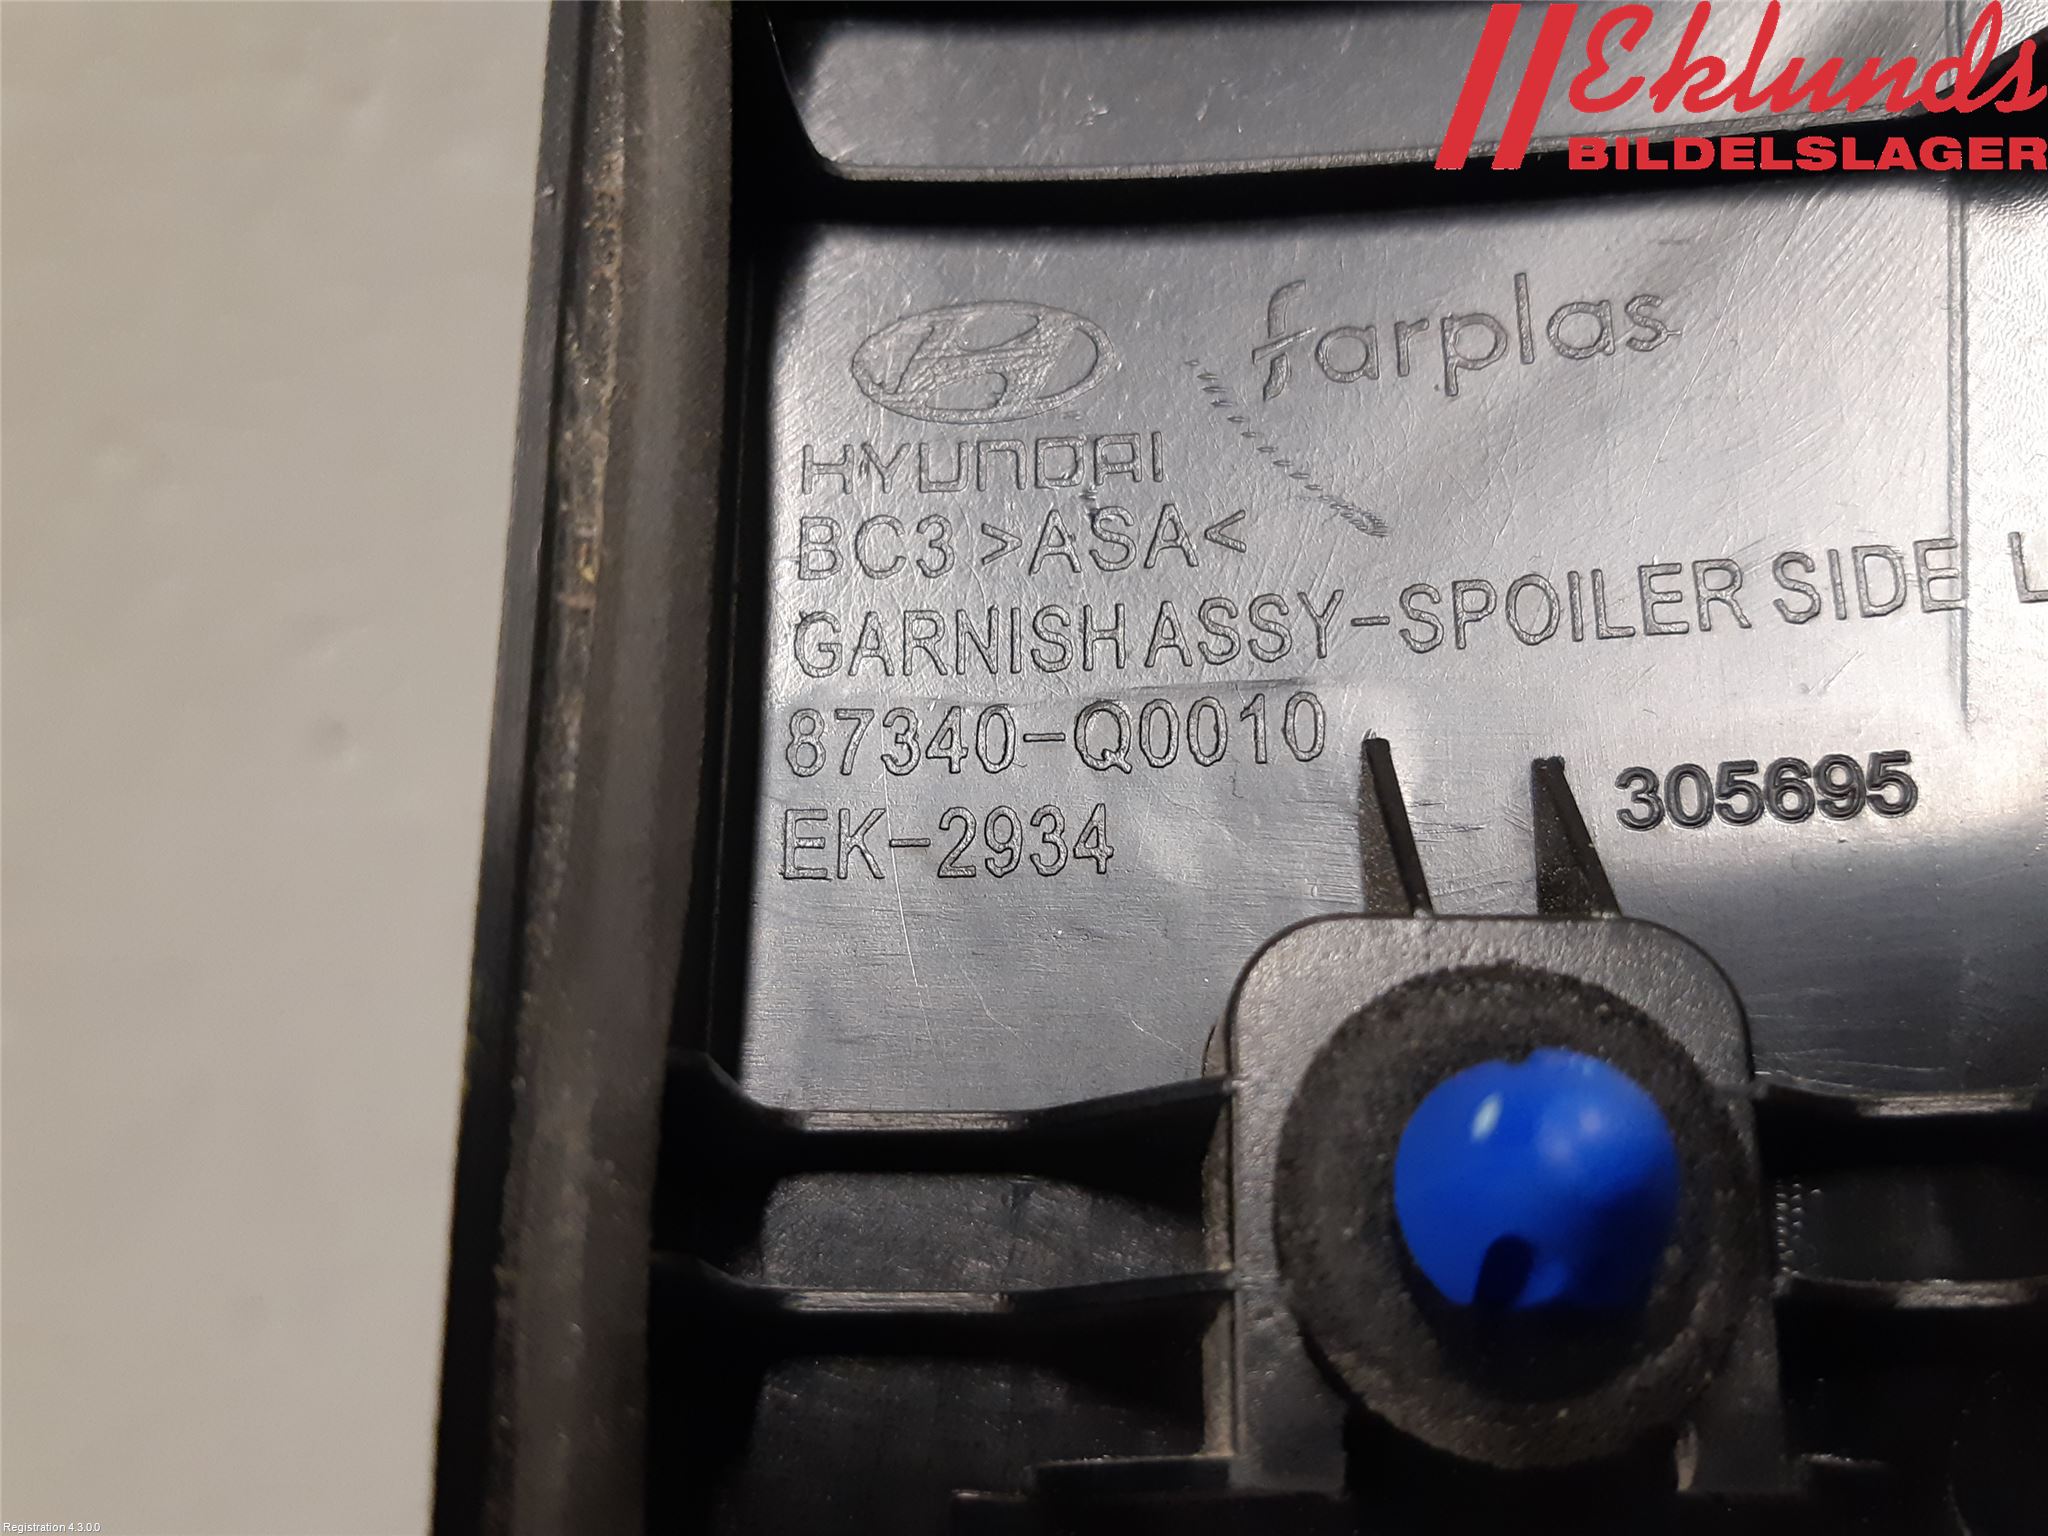 Eklunds
BILDELSLAGER
farplas
HYUNDAI
BC3 >ASA<
GARNISH ASSY-SPOILER SIDE L
87340-Q0010
305695
EK-2934
Registration 4.3.0.0